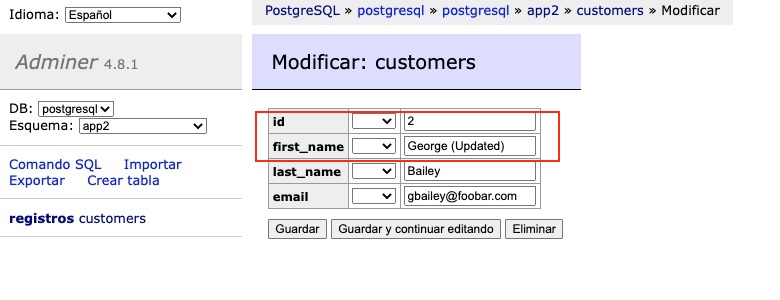 Idioma: Español
PostgreSQL » postgresql » postgresql » app2 » customers » Modificar
Adminer 4.8.1
Modificar: customers
DB: postgresql
Esquema: app2
Comando SQL Importar
Exportar Crear tabla
registros customers
id 2
first_name George (Updated)
last_name Bailey
email gbailey@foobar.com
Guardar Guardar y continuar editando Eliminar